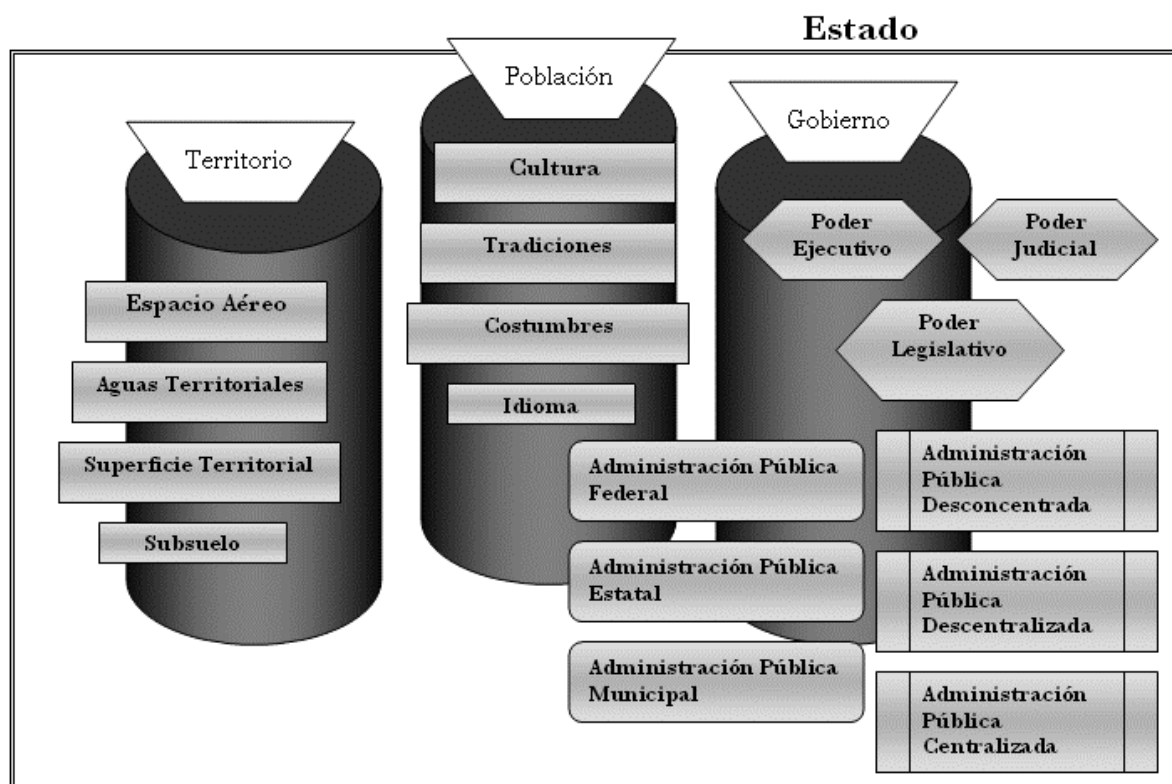 Estado
Territorio
Espacio Aéreo
Aguas Territoriales
Superficie Territorial
Subsuelo
Población
Cultura
Tradiciones
Costumbres
Idioma
Gobierno
Poder
Ejecutivo
Poder
Judicial
Poder
Legislativo
Administración Pública
Federal
Administración Pública
Estatal
Administración Pública
Municipal
Administración
Pública
Desconcentrada
Administración
Pública
Descentralizada
Administración
Pública
Centralizada